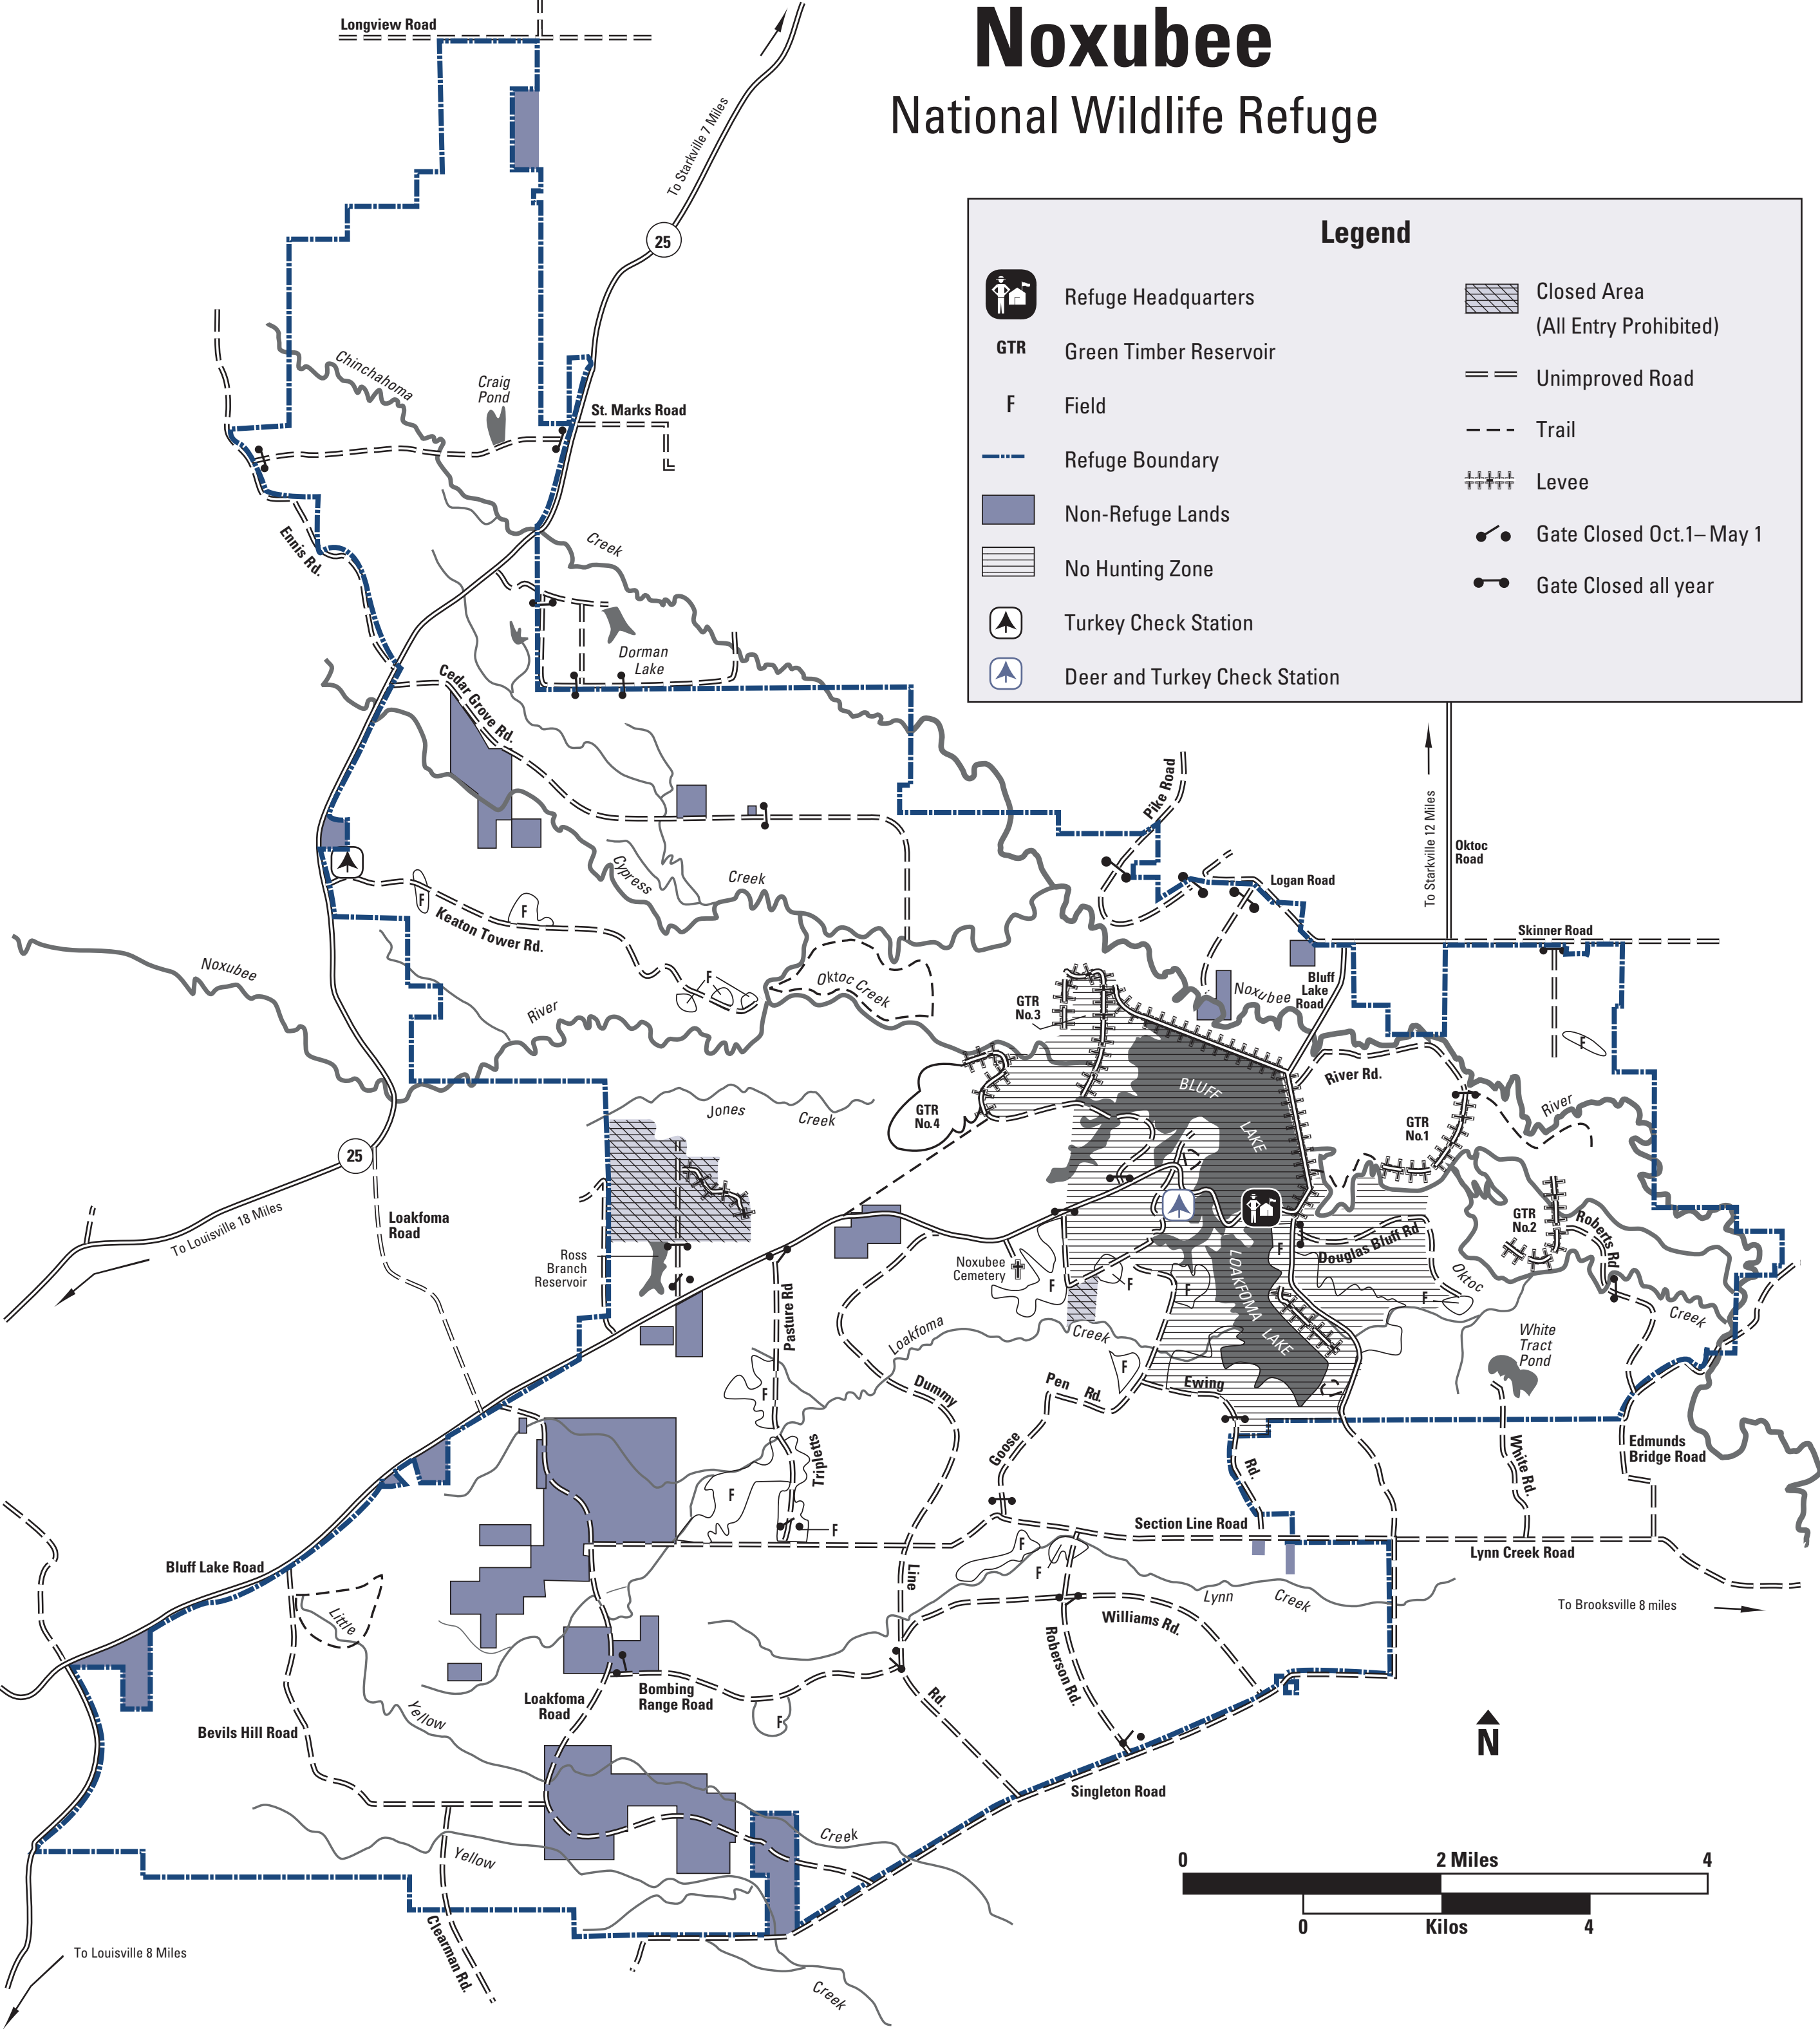 Noxubee
National Wildlife Refuge
Longview Road
To Starkville 7 Miles
25
Legend
Refuge Headquarters
GTR
Green Timber Reservoir
F
Field
Refuge Boundary
Non-Refuge Lands
No Hunting Zone
Turkey Check Station
Deer and Turkey Check Station
Closed Area
(All Entry Prohibited)
Unimproved Road
Trail
Levee
Gate Closed Oct.1– May 1
Gate Closed all year
Chinchahoma
Craig
Pond
St. Marks Road
Ennis Rd.
Creek
Dorman
Lake
Cedar Grove Rd.
Pike Road
To Starkville 12 Miles
Oktoc
Road
Cypress
Creek
Logan Road
F
F
Keaton Tower Rd.
Skinner Road
Noxubee
F
Oktoc Creek
River
GTR
No.3
Noxubee
Bluff
Lake
Road
F
BLUFF
LAKE
River Rd.
Jones
Creek
GTR
No.4
GTR
No.1
River
25
To Louisville 18 Miles
Loakfoma
Road
Ross
Branch
Reservoir
Noxubee
Cemetery
F
F
F
F
F
Douglas Bluff Rd
GTR
No.2
Roberts Rd
Oktoc
Creek
LOAKFOMA
LAKE
Pasture Rd
Loakfoma
Creek
White
Tract
Pond
F
F
Dummy
Pen Rd.
Ewing
Rd.
Goose
Tripletts
F
F
White Rd.
Edmunds
Bridge Road
Section Line Road
Lynn Creek Road
Bluff Lake Road
Little
Line
F
F
Lynn
Creek
To Brooksville 8 miles
Williams Rd.
Roberson Rd.
Loakfoma
Road
Bombing
Range Road
Rd.
F
Yellow
Bevils Hill Road
N
Singleton Road
Creek
Yellow
0
2 Miles
4
0
Kilos
4
Clearman Rd.
To Louisville 8 Miles
Creek